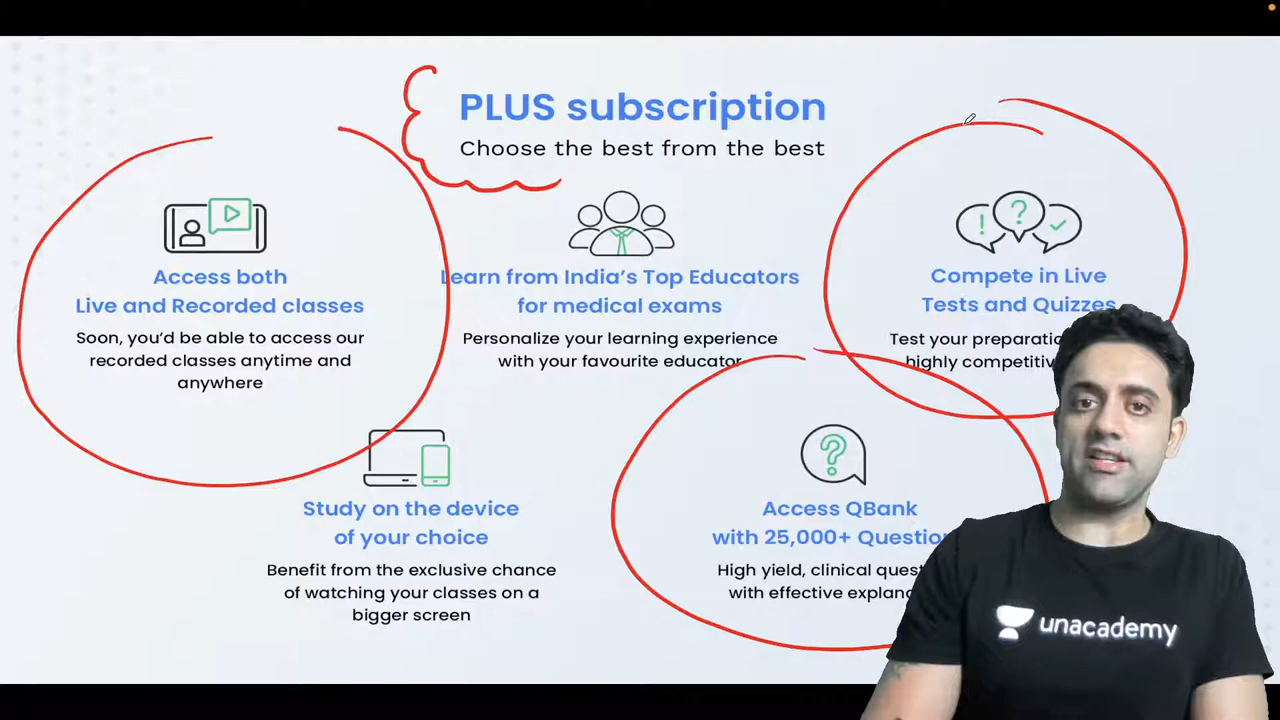 PLUS subscription
Choose the best from the best
Access both
Live and Recorded classes
Soon, you'd be able to access our
recorded classes anytime and
anywhere
Learn from India's Top Educators
for medical exams
Personalize your learning experience
with your favourite educator
Compete in Live
Tests and Quizzes
Test your preparation
highly competitive
Study on the device
of your choice
Benefit from the exclusive chance
of watching your classes on a
bigger screen
Access QBank
with 25,000+
High yield, clinical
with effective
unacademy